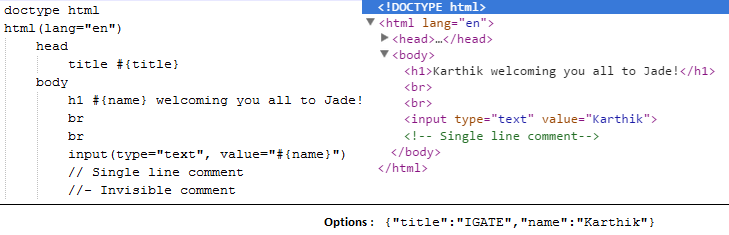 doctype html
html(lang="en")
head
title #{title}
body
h1 #{name} welcoming you all to Jade!
br
br
input(type="text", value="#{name}")
// Single line comment
//- Invisible comment
<!DOCTYPE html>
<html lang="en">
<head>…</head>
<body>
<h1>Karthik welcoming you all to Jade!</h1>
<br>
<br>
<input type="text" value="Karthik">
<!-- Single line comment-->
</body>
</html>
Options : {"title":"IGATE","name":"Karthik"}